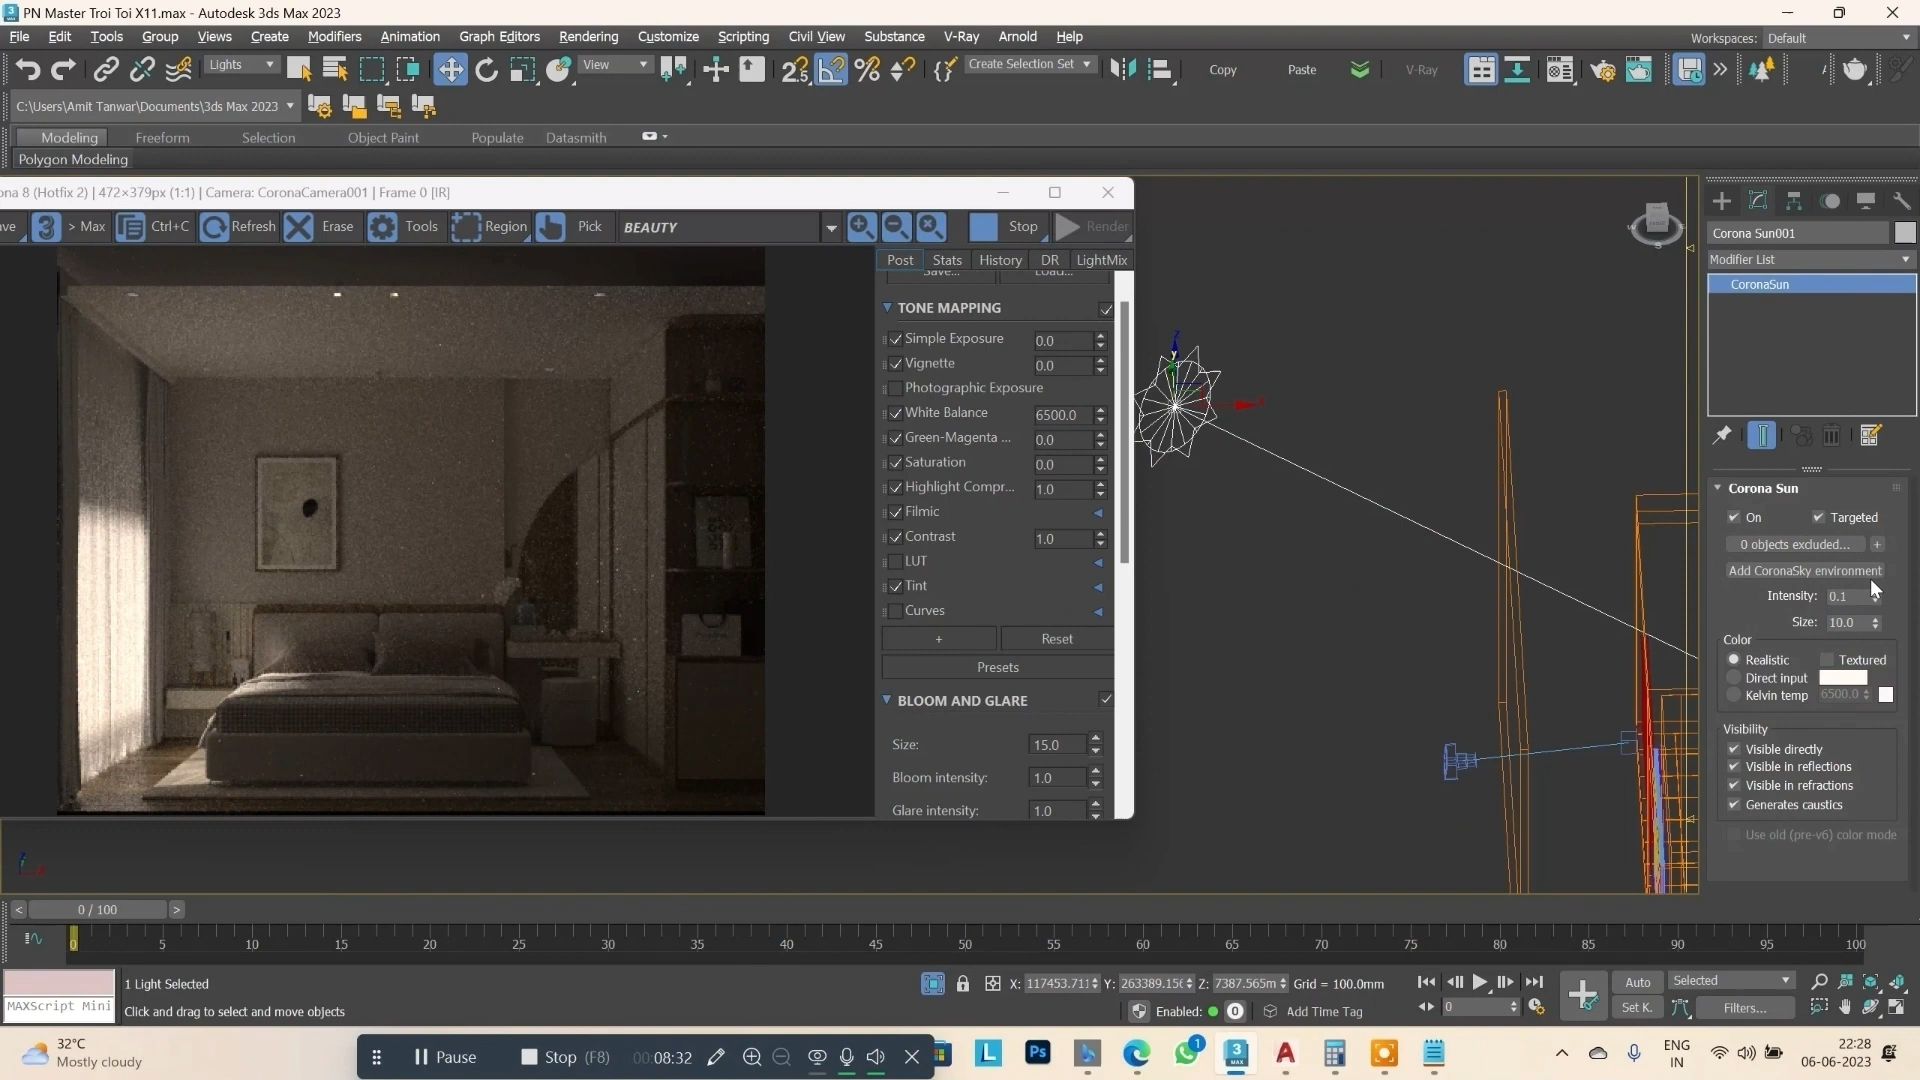 PN Master Troi Toi X11.max - Autodesk 3ds Max 2023
File Edit Tools Group Views Create Modifiers Animation Graph Editors Rendering Customize Scripting Civil View Substance V-Ray Arnold Help
Workspaces: Default
Lights View Create Selection Set Copy Paste V-Ray
C:\Users\Amit Tanwar\Documents\3ds Max 2023
Modeling Freeform Selection Object Paint Populate Datasmith
Polygon Modeling
ona 8 (Hotfix 2) | 472×379px (1:1) | Camera: CoronaCamera001 | Frame 0 [IR]
ve > Max Ctrl+C Refresh Erase Tools Region Pick BEAUTY Stop Render
Post Stats History DR LightMix
Save... Load...
TONE MAPPING
Simple Exposure 0.0
Vignette 0.0
Photographic Exposure
White Balance 6500.0
Green-Magenta ... 0.0
Saturation 0.0
Highlight Compr... 1.0
Filmic
Contrast 1.0
LUT
Tint
Curves
+ Reset
Presets
BLOOM AND GLARE
Size: 15.0
Bloom intensity: 1.0
Glare intensity: 1.0
Corona Sun001
Modifier List
CoronaSun
Corona Sun
On Targeted
0 objects excluded... +
Add CoronaSky environment
Intensity: 0.1
Size: 10.0
Color
Realistic Textured
Direct input
Kelvin temp 6500.0
Visibility
Visible directly
Visible in reflections
Visible in refractions
Generates caustics
Use old (pre-v6) color mode
< 0 / 100 >
0 5 10 15 20 25 30 35 40 45 50 55 60 65 70 75 80 85 90 95 100
1 Light Selected X: 117453.711 Y: 263389.156 Z: 7387.565m Grid = 100.0mm Auto Selected
MAXScript Mini Click and drag to select and move objects Enabled: 0 Add Time Tag 0 Set K. Filters...
32°C
Mostly cloudy
Pause Stop (F8) 00:08:32
ENG
IN
22:28
06-06-2023